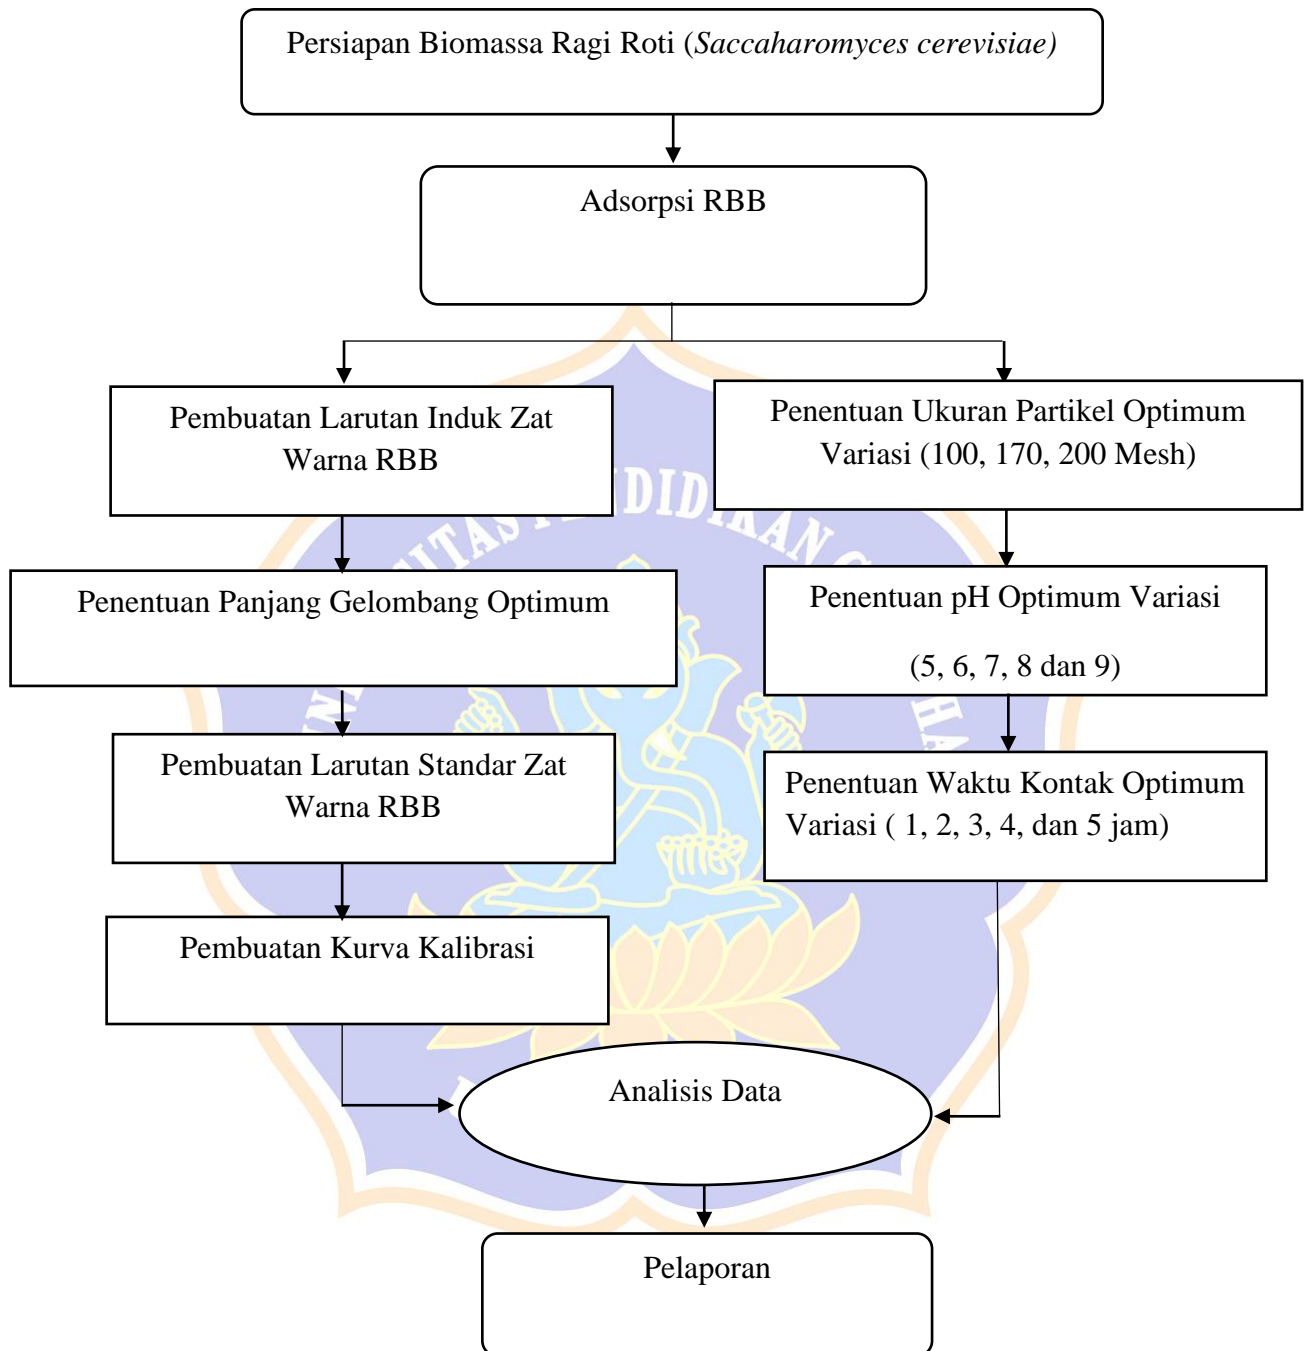 Persiapan Biomassa Ragi Roti (Saccaharomyces cerevisiae)
Adsorpsi RBB
Pembuatan Larutan Induk Zat
Warna RBB
Penentuan Panjang Gelombang Optimum
Pembuatan Larutan Standar Zat
Warna RBB
Pembuatan Kurva Kalibrasi
Penentuan Ukuran Partikel Optimum
Variasi (100, 170, 200 Mesh)
Penentuan pH Optimum Variasi
(5, 6, 7, 8 dan 9)
Penentuan Waktu Kontak Optimum
Variasi ( 1, 2, 3, 4, dan 5 jam)
Analisis Data
Pelaporan